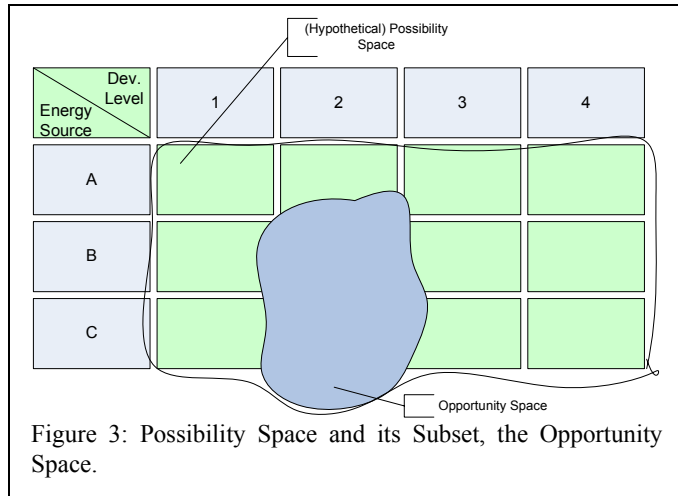 (Hypothetical) Possibility
Space
Dev.
Level
Energy
Source
1
2
3
4
A
B
C
Opportunity Space
Figure 3: Possibility Space and its Subset, the Opportunity
Space.